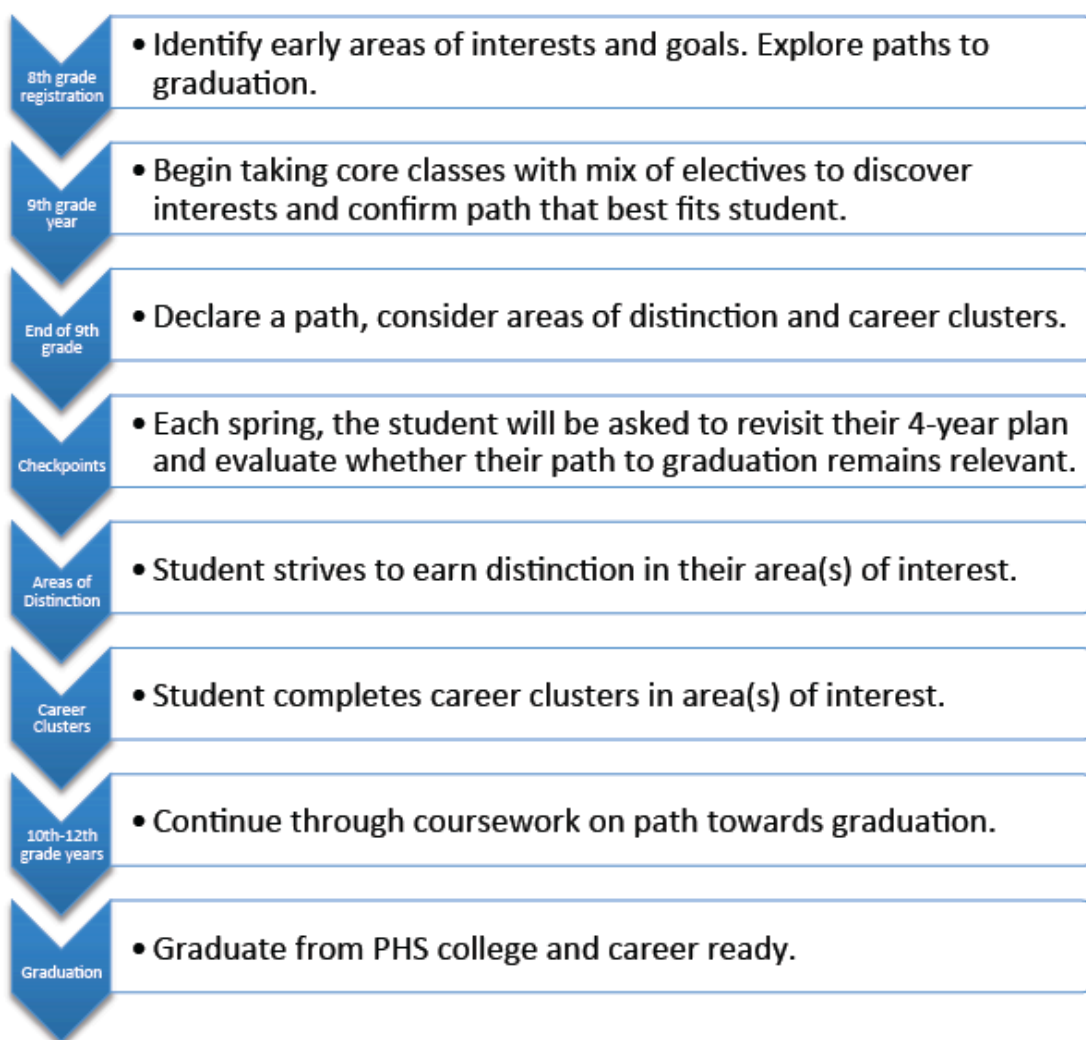 8th grade
registration
• Identify early areas of interests and goals. Explore paths to
graduation.
9th grade
year
• Begin taking core classes with mix of electives to discover
interests and confirm path that best fits student.
End of 9th
grade
• Declare a path, consider areas of distinction and career clusters.
Checkpoints
• Each spring, the student will be asked to revisit their 4-year plan
and evaluate whether their path to graduation remains relevant.
Areas of
Distinction
• Student strives to earn distinction in their area(s) of interest.
Career
Clusters
• Student completes career clusters in area(s) of interest.
10th-12th
grade years
• Continue through coursework on path towards graduation.
Graduation
• Graduate from PHS college and career ready.